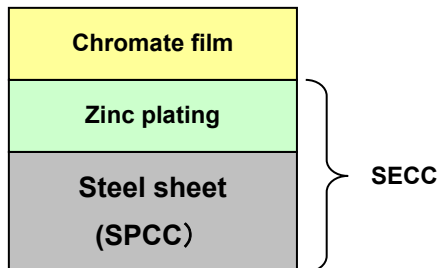 Chromate film
Zinc plating
Steel sheet
(SPCC）
SECC